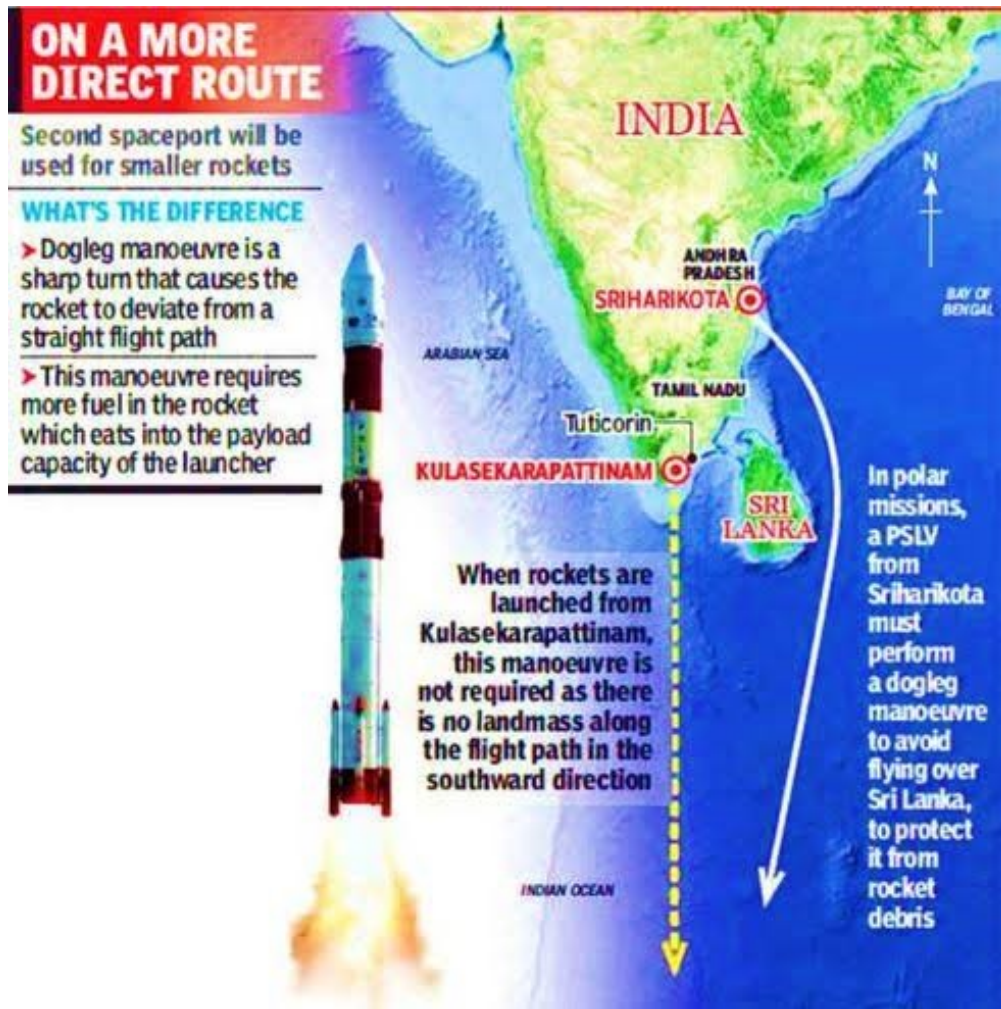 ON A MORE
DIRECT ROUTE
Second spaceport will be
used for smaller rockets
WHAT'S THE DIFFERENCE
➤ Dogleg manoeuvre is a
sharp turn that causes the
rocket to deviate from a
straight flight path
➤ This manoeuvre requires
more fuel in the rocket
which eats into the payload
capacity of the launcher
INDIA
N
ANDHRA
PRADESH
SRIHARIKOTA
BAY OF
BENGAL
ARABIAN SEA
TAMIL NADU
Tuticorin
KULASEKARAPATTINAM
SRI
LANKA
When rockets are
launched from
Kulasekarapattinam,
this manoeuvre is
not required as there
is no landmass along
the flight path in the
southward direction
In polar
missions,
a PSLV
from
Sriharikota
must
perform
a dogleg
manoeuvre
to avoid
flying over
Sri Lanka,
to protect
it from
rocket
debris
INDIAN OCEAN